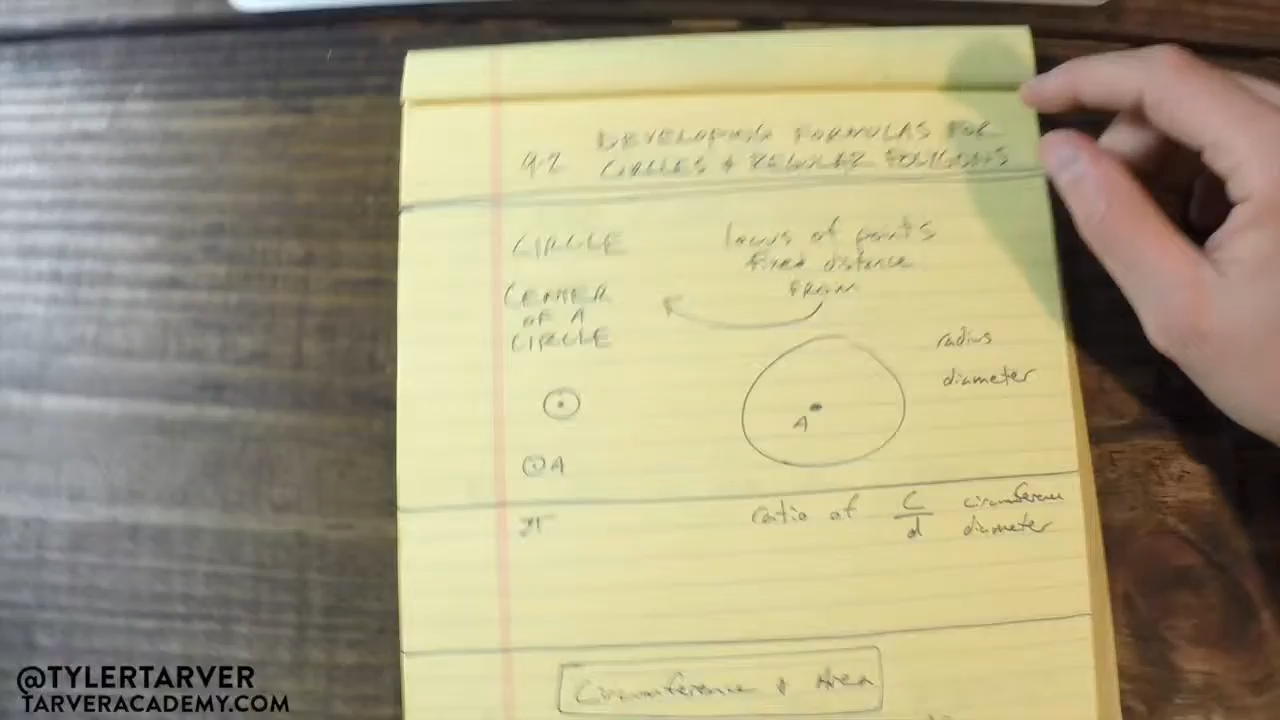 9-2 DEVELOPING FORMULAS FOR
CIRCLES & REGULAR POLYGONS
CIRCLE
locus of points
fixed distance
FROM
CENTER
OF A
CIRCLE
radius
diameter
A
⊙A
π
ratio of C/d circumference
diameter
Circumference & Area
@TYLERTARVER
TARVERACADEMY.COM